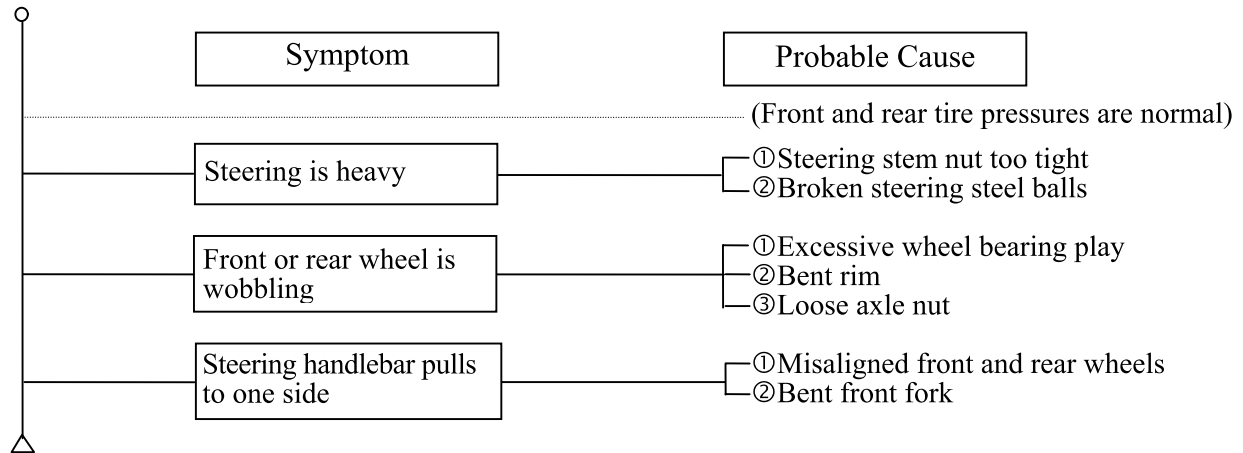 Symptom
Probable Cause
(Front and rear tire pressures are normal)
Steering is heavy
①Steering stem nut too tight
②Broken steering steel balls
Front or rear wheel is
wobbling
①Excessive wheel bearing play
②Bent rim
③Loose axle nut
Steering handlebar pulls
to one side
①Misaligned front and rear wheels
②Bent front fork